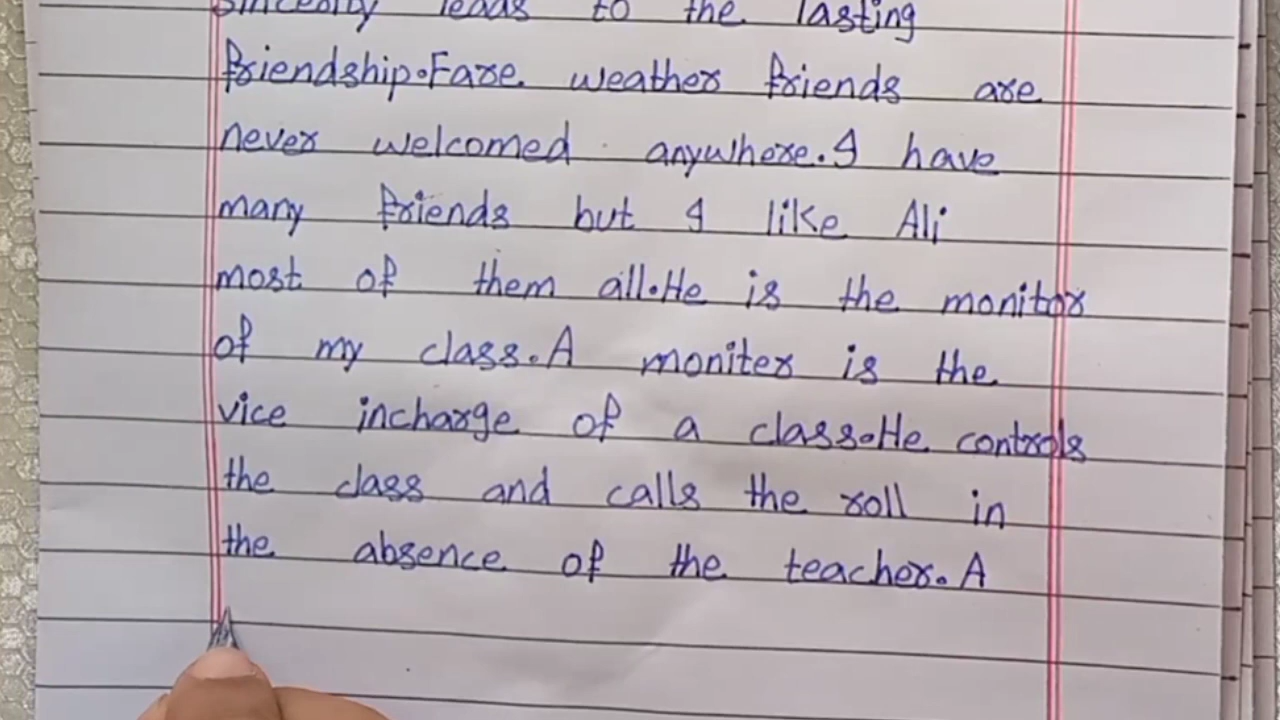 Sincerity leads to the lasting
friendship.Fare weather friends are
never welcomed anywhere.I have
many friends but I like Ali
most of them all.He is the monitor
of my class.A moniter is the
vice incharge of a class.He controls
the class and calls the roll in
the absence of the teacher.A